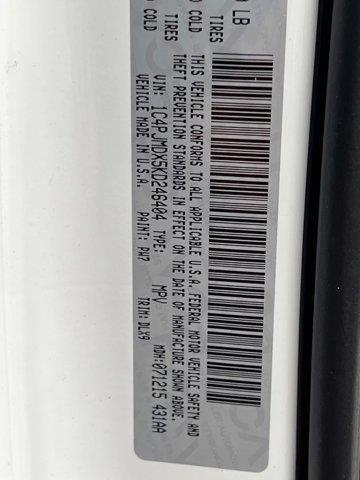 LB
TIRES
COLD
TIRES
COLD
THIS VEHICLE CONFORMS TO ALL APPLICABLE U.S.A. FEDERAL MOTOR VEHICLE SAFETY AND
THEFT PREVENTION STANDARDS IN EFFECT ON THE DATE OF MANUFACTURE SHOWN ABOVE.
VIN: 1C4PJMDX5KD246404 TYPE: MPV MDH:071215 431AA
VEHICLE MADE IN U.S.A. PAINT: PW7 TRIM: DLX9